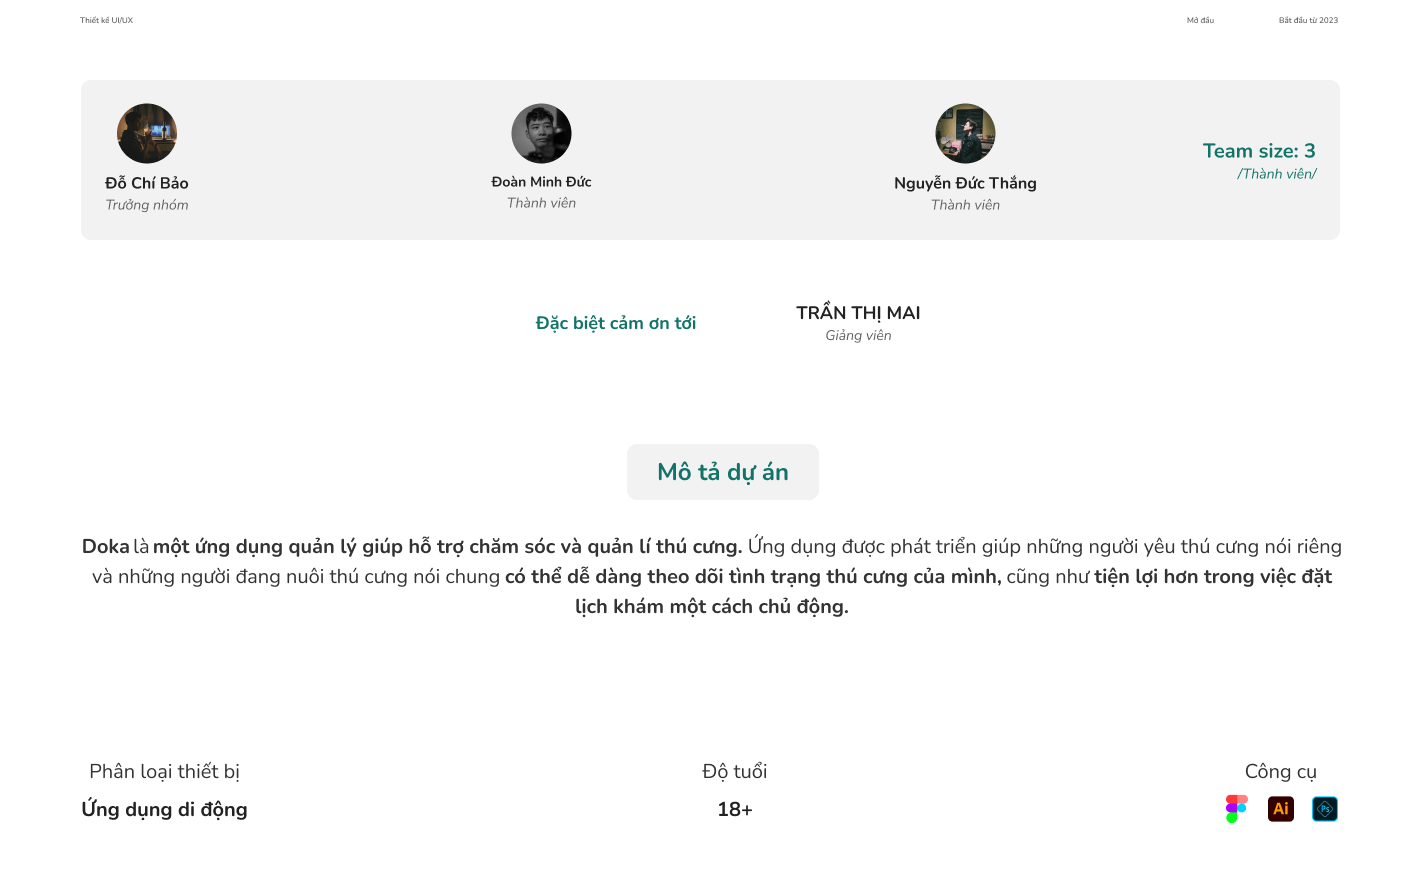 Thiết kế UI/UX
Mở đầu
Bắt đầu từ 2023
Đỗ Chí Bảo
Trưởng nhóm
Đoàn Minh Đức
Thành viên
Nguyễn Đức Thắng
Thành viên
Team size: 3
/Thành viên/
Đặc biệt cảm ơn tới
TRẦN THỊ MAI
Giảng viên
Mô tả dự án
Doka là một ứng dụng quản lý giúp hỗ trợ chăm sóc và quản lí thú cưng. Ứng dụng được phát triển giúp những người yêu thú cưng nói riêng
và những người đang nuôi thú cưng nói chung có thể dễ dàng theo dõi tình trạng thú cưng của mình, cũng như tiện lợi hơn trong việc đặt
lịch khám một cách chủ động.
Phân loại thiết bị
Ứng dụng di động
Độ tuổi
18+
Công cụ
Ai
Ps